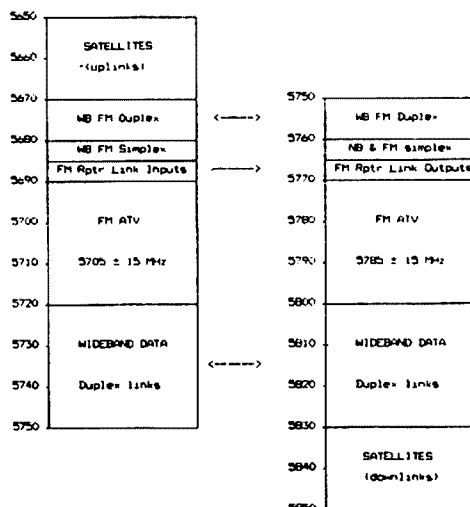 5650
5660
SATELLITES
(uplinks)
5670
WB FM Duplex
5680
WB FM Simplex
FM Rptr Link Inputs
5690
5700
FM ATV
5710
5705 ± 15 MHz
5720
5730
WIDEBAND DATA
5740
Duplex links
5750
<--->
--->
<--->
5750
WB FM Duplex
5760
NB & FM simplex
FM Rptr Link Outputs
5770
5780
FM ATV
5790
5785 ± 15 MHz
5800
5810
WIDEBAND DATA
5820
Duplex links
5830
SATELLITES
5840
(downlinks)
5850